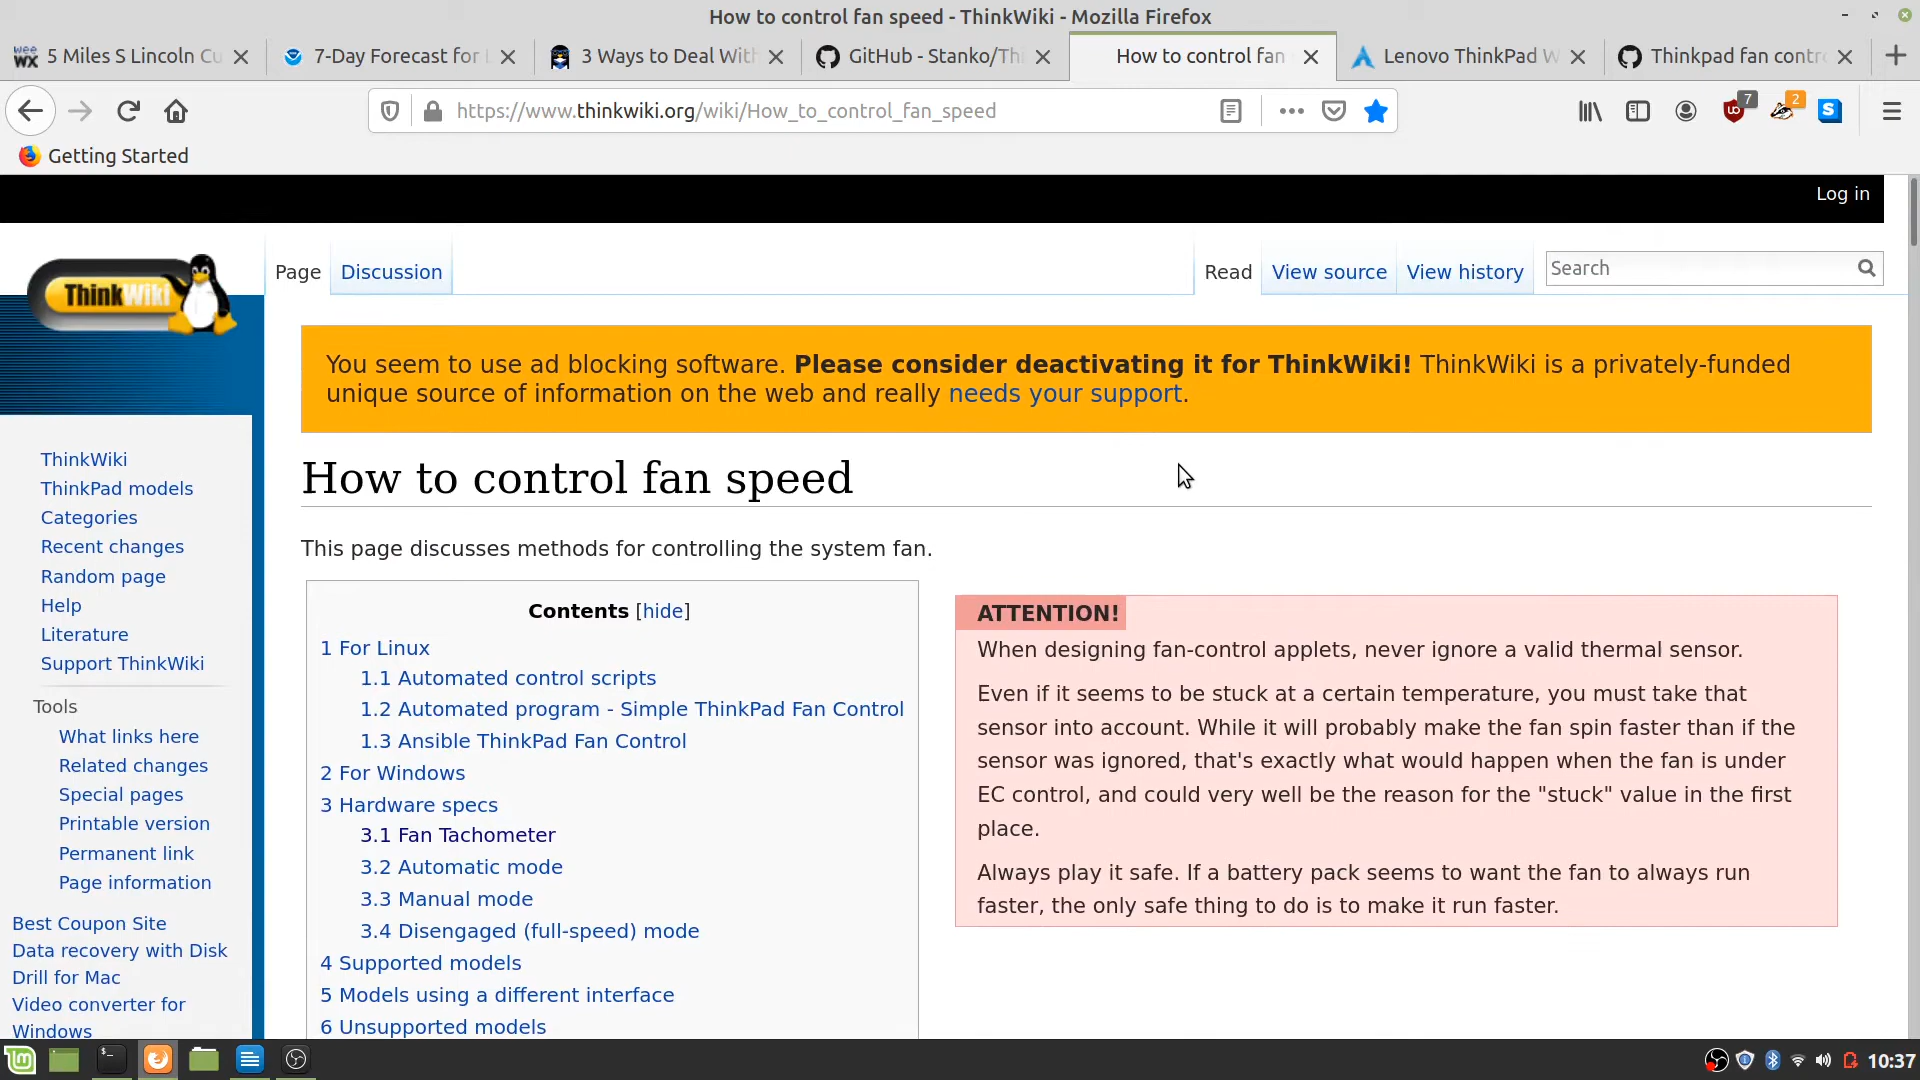 How to control fan speed - ThinkWiki - Mozilla Firefox
5 Miles S Lincoln Cu
7-Day Forecast for
3 Ways to Deal With
GitHub - Stanko/Thi
How to control fan
Lenovo ThinkPad W
Thinkpad fan contro
https://www.thinkwiki.org/wiki/How_to_control_fan_speed
7
2
S
Getting Started
Log in
ThinkWiki
Page
Discussion
Read
View source
View history
Search
You seem to use ad blocking software. Please consider deactivating it for ThinkWiki! ThinkWiki is a privately-funded
unique source of information on the web and really needs your support.
How to control fan speed
This page discusses methods for controlling the system fan.
Contents [hide]
1 For Linux
1.1 Automated control scripts
1.2 Automated program - Simple ThinkPad Fan Control
1.3 Ansible ThinkPad Fan Control
2 For Windows
3 Hardware specs
3.1 Fan Tachometer
3.2 Automatic mode
3.3 Manual mode
3.4 Disengaged (full-speed) mode
4 Supported models
5 Models using a different interface
6 Unsupported models
ATTENTION!
When designing fan-control applets, never ignore a valid thermal sensor.
Even if it seems to be stuck at a certain temperature, you must take that
sensor into account. While it will probably make the fan spin faster than if the
sensor was ignored, that's exactly what would happen when the fan is under
EC control, and could very well be the reason for the "stuck" value in the first
place.
Always play it safe. If a battery pack seems to want the fan to always run
faster, the only safe thing to do is to make it run faster.
ThinkWiki
ThinkPad models
Categories
Recent changes
Random page
Help
Literature
Support ThinkWiki
Tools
What links here
Related changes
Special pages
Printable version
Permanent link
Page information
Best Coupon Site
Data recovery with Disk
Drill for Mac
Video converter for
Windows
10:37